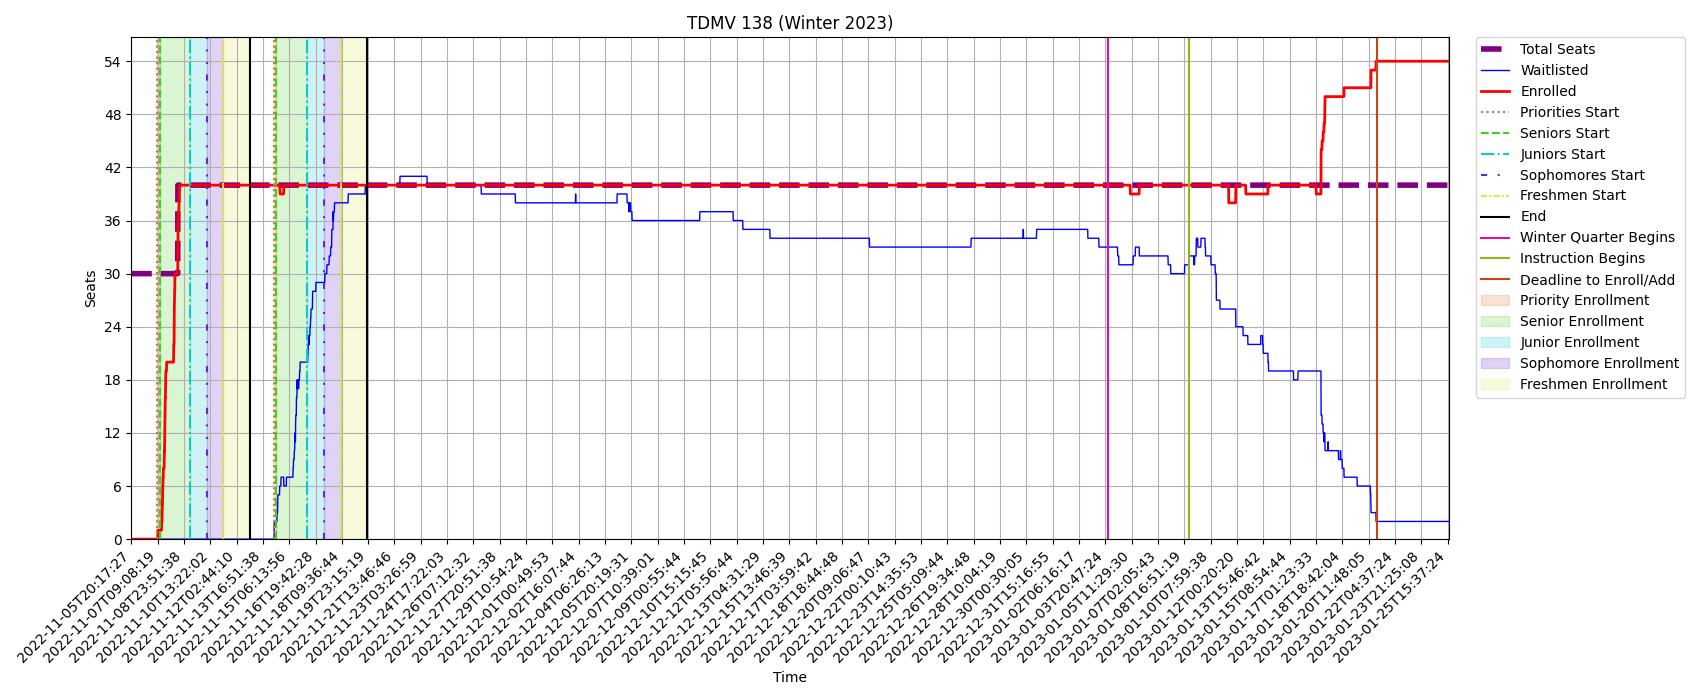 TDMV 138 (Winter 2023)
Seats
54
48
42
36
30
24
18
12
6
0
2022-11-05T20:17:27
2022-11-07T09:08:19
2022-11-08T23:51:38
2022-11-10T13:22:02
2022-11-12T02:44:10
2022-11-13T16:51:38
2022-11-15T06:13:56
2022-11-16T19:42:28
2022-11-18T09:36:44
2022-11-19T23:15:19
2022-11-21T13:46:46
2022-11-23T03:26:59
2022-11-24T17:22:03
2022-11-26T07:12:32
2022-11-27T20:51:38
2022-11-29T10:54:24
2022-12-01T00:49:53
2022-12-02T16:07:44
2022-12-04T06:26:13
2022-12-05T20:19:31
2022-12-07T10:39:01
2022-12-09T00:55:44
2022-12-10T15:15:45
2022-12-12T05:56:44
2022-12-13T04:31:29
2022-12-15T13:46:39
2022-12-17T03:59:42
2022-12-18T18:44:48
2022-12-20T09:06:47
2022-12-22T00:10:43
2022-12-23T14:35:53
2022-12-25T05:09:44
2022-12-26T19:34:48
2022-12-28T10:04:19
2022-12-30T00:30:05
2022-12-31T15:16:55
2023-01-02T06:16:17
2023-01-03T20:47:24
2023-01-05T11:29:30
2023-01-07T02:05:43
2023-01-08T16:51:19
2023-01-10T07:59:38
2023-01-12T00:20:20
2023-01-13T15:46:42
2023-01-15T08:54:44
2023-01-17T01:23:33
2023-01-18T18:42:04
2023-01-20T11:48:05
2023-01-22T04:37:24
2023-01-23T21:25:08
2023-01-25T15:37:24
Time
Total Seats
Waitlisted
Enrolled
Priorities Start
Seniors Start
Juniors Start
Sophomores Start
Freshmen Start
End
Winter Quarter Begins
Instruction Begins
Deadline to Enroll/Add
Priority Enrollment
Senior Enrollment
Junior Enrollment
Sophomore Enrollment
Freshmen Enrollment